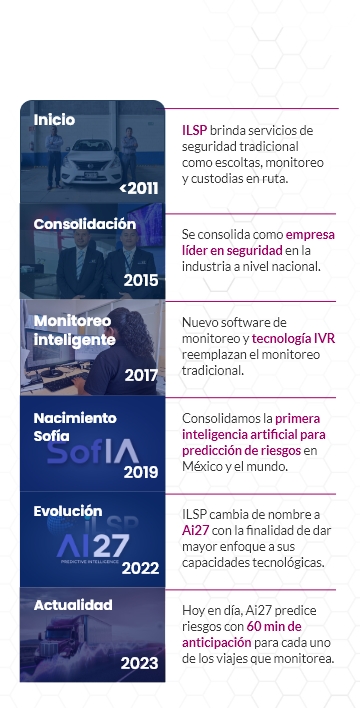 Inicio
<2011
ILSP brinda servicios de
seguridad tradicional
como escoltas, monitoreo
y custodias en ruta.
Consolidación
2015
Se consolida como empresa
líder en seguridad en la
industria a nivel nacional.
Monitoreo
inteligente
2017
Nuevo software de
monitoreo y tecnología IVR
reemplazan el monitoreo
tradicional.
Nacimiento
Sofía
SofIA
2019
Consolidamos la primera
inteligencia artificial para
predicción de riesgos en
México y el mundo.
Evolución
ILSP
AI27
PREDICTIVE INTELLIGENCE
2022
ILSP cambia de nombre a
Ai27 con la finalidad de dar
mayor enfoque a sus
capacidades tecnológicas.
Actualidad
2023
Hoy en día, Ai27 predice
riesgos con 60 min de
anticipación para cada uno
de los viajes que monitorea.